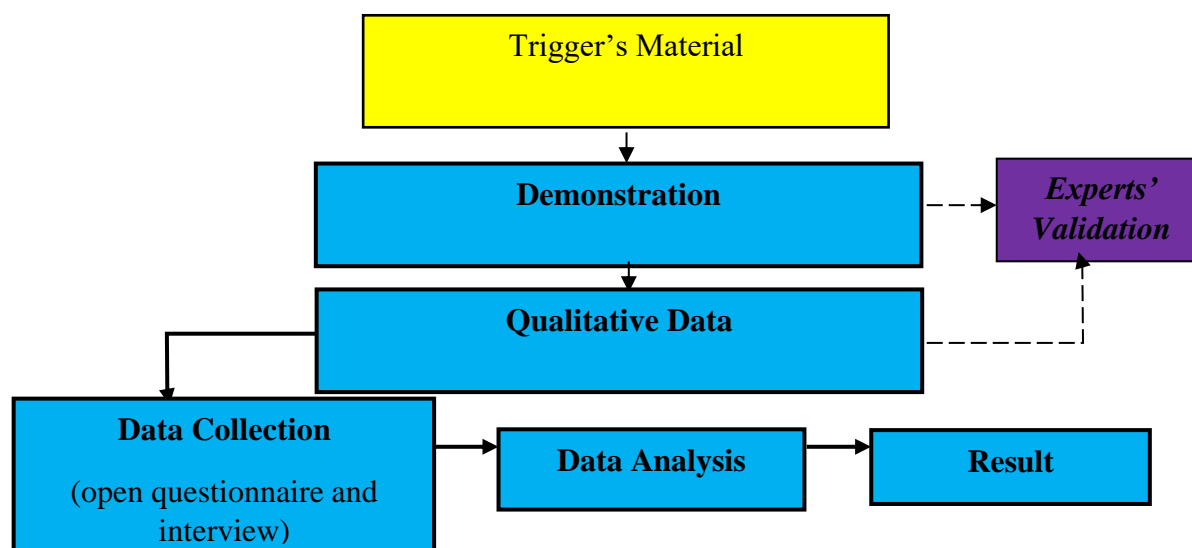 Trigger’s Material
Demonstration
Experts’
Validation
Qualitative Data
Data Collection
(open questionnaire and
interview)
Data Analysis
Result